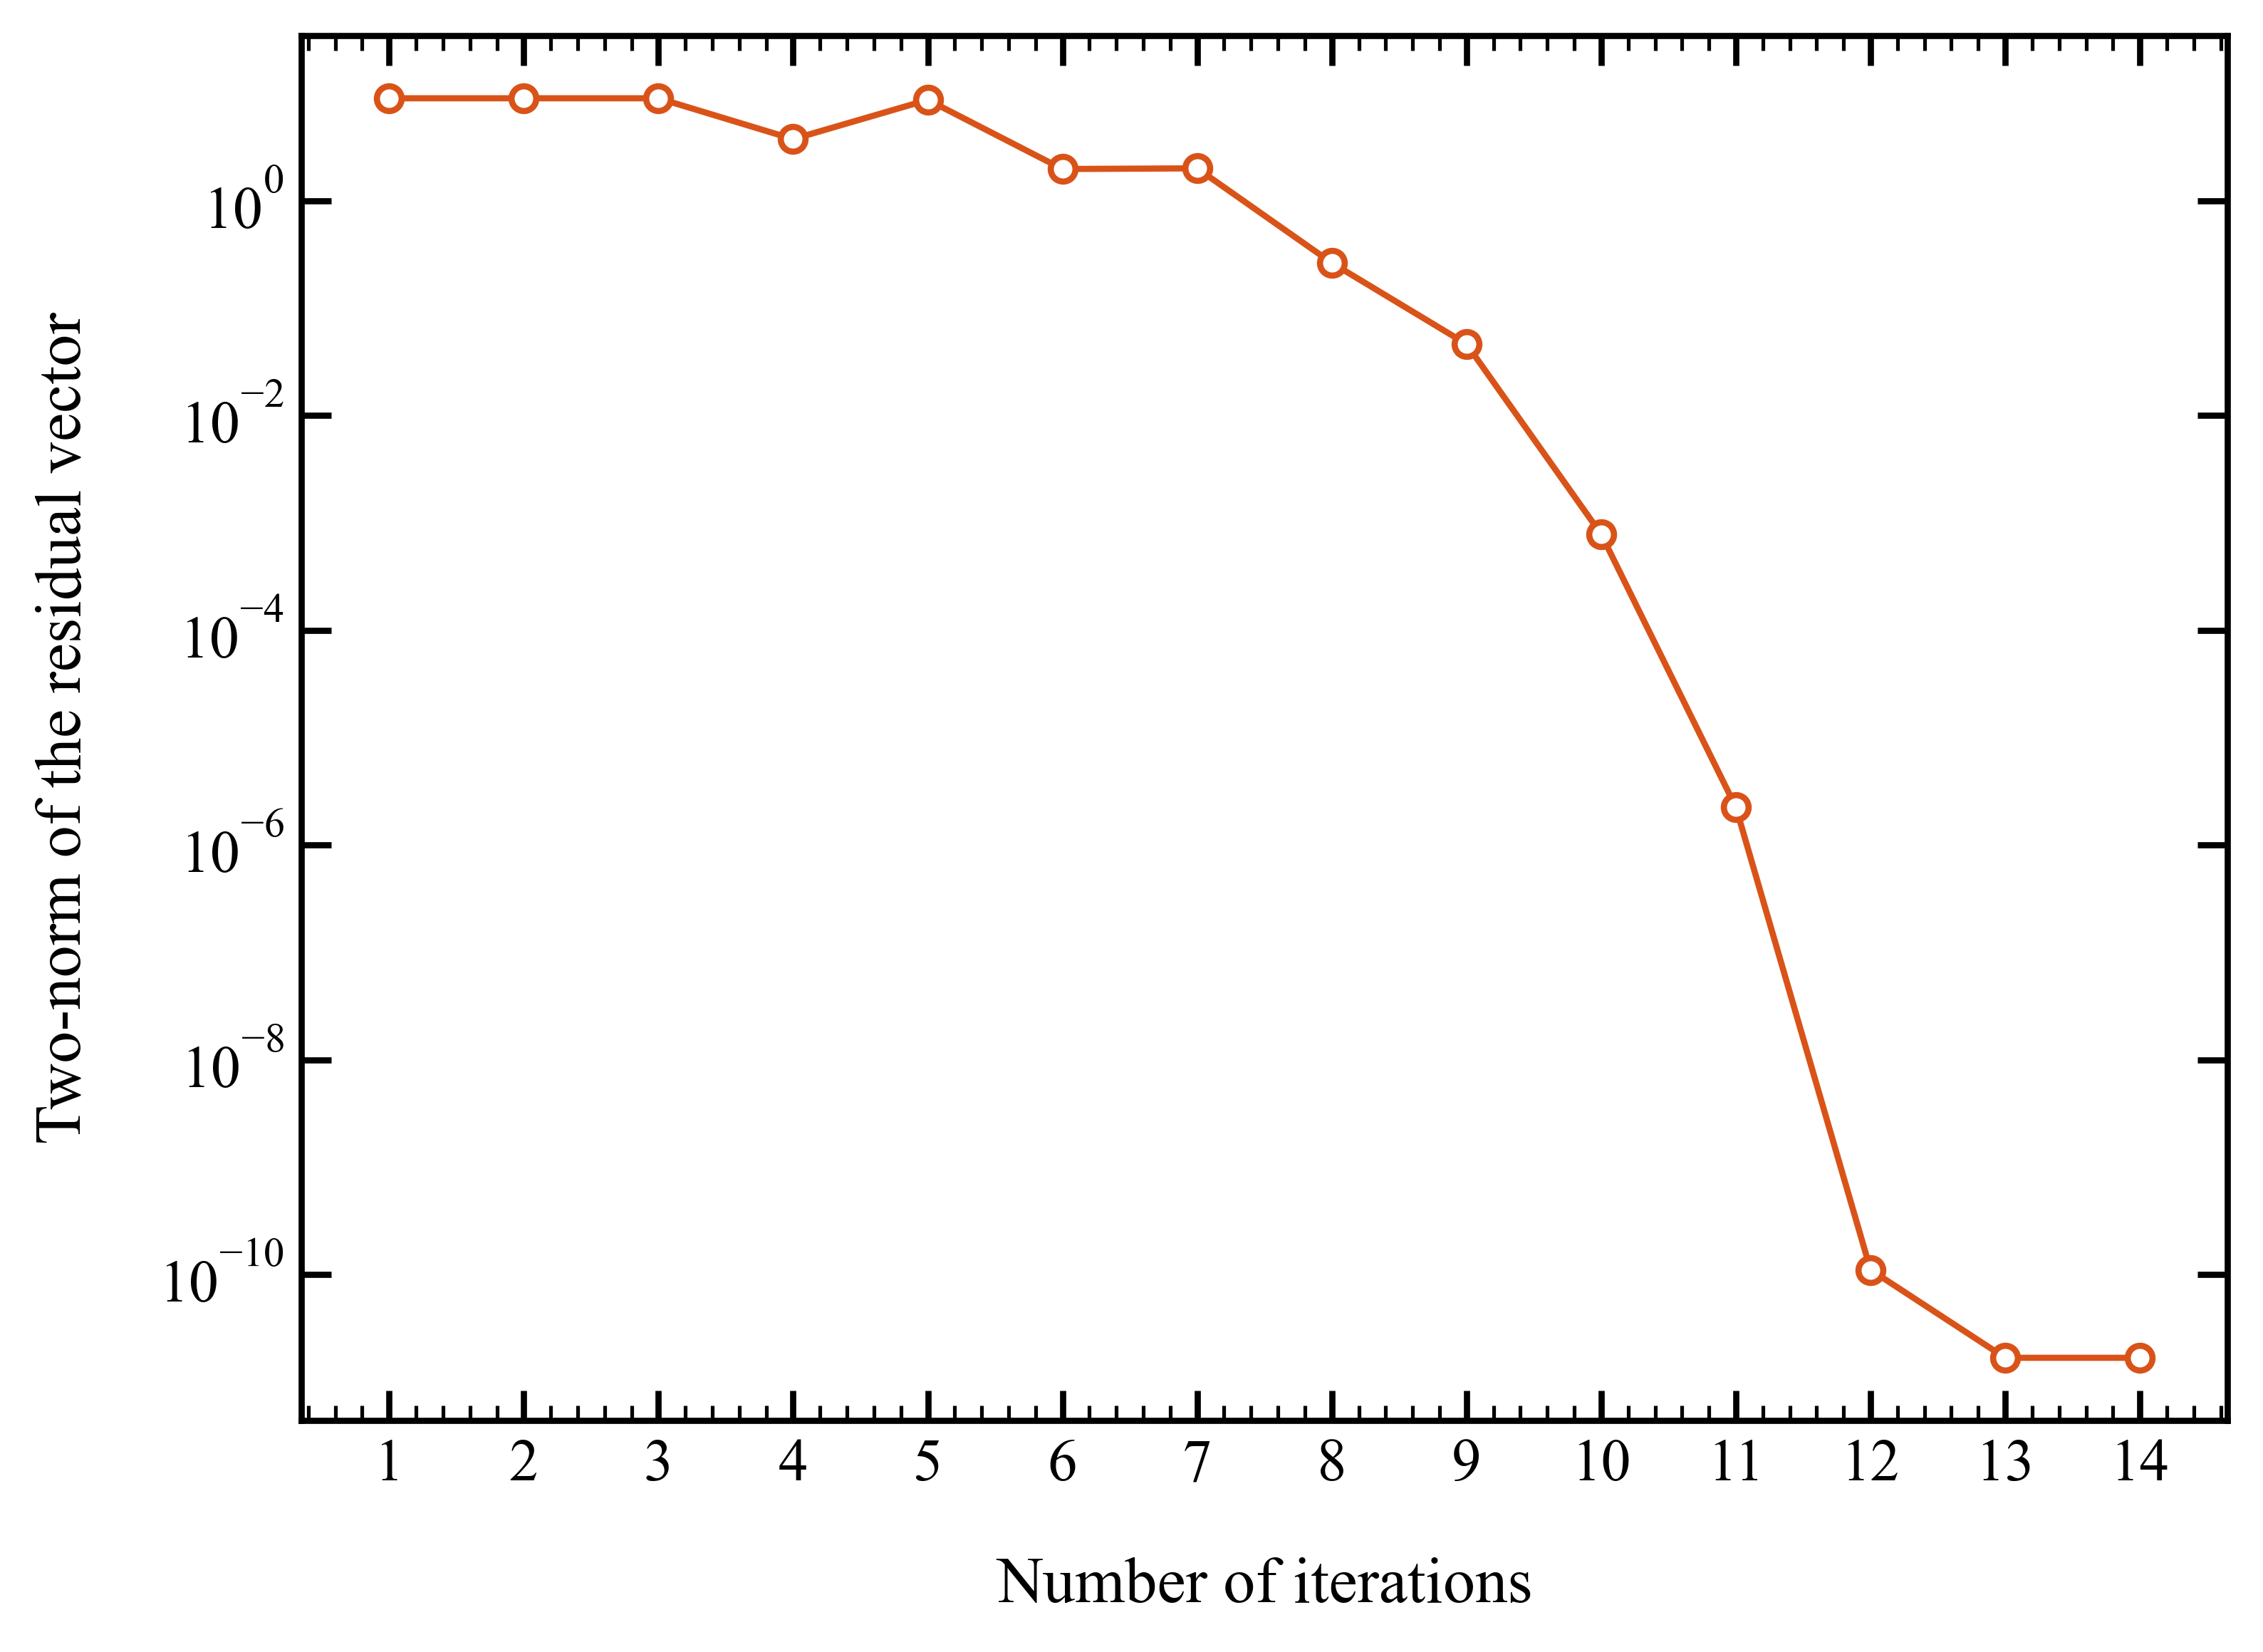 Two-norm of the residual vector
10^0
10^−2
10^−4
10^−6
10^−8
10^−10
1 2 3 4 5 6 7 8 9 10 11 12 13 14
Number of iterations